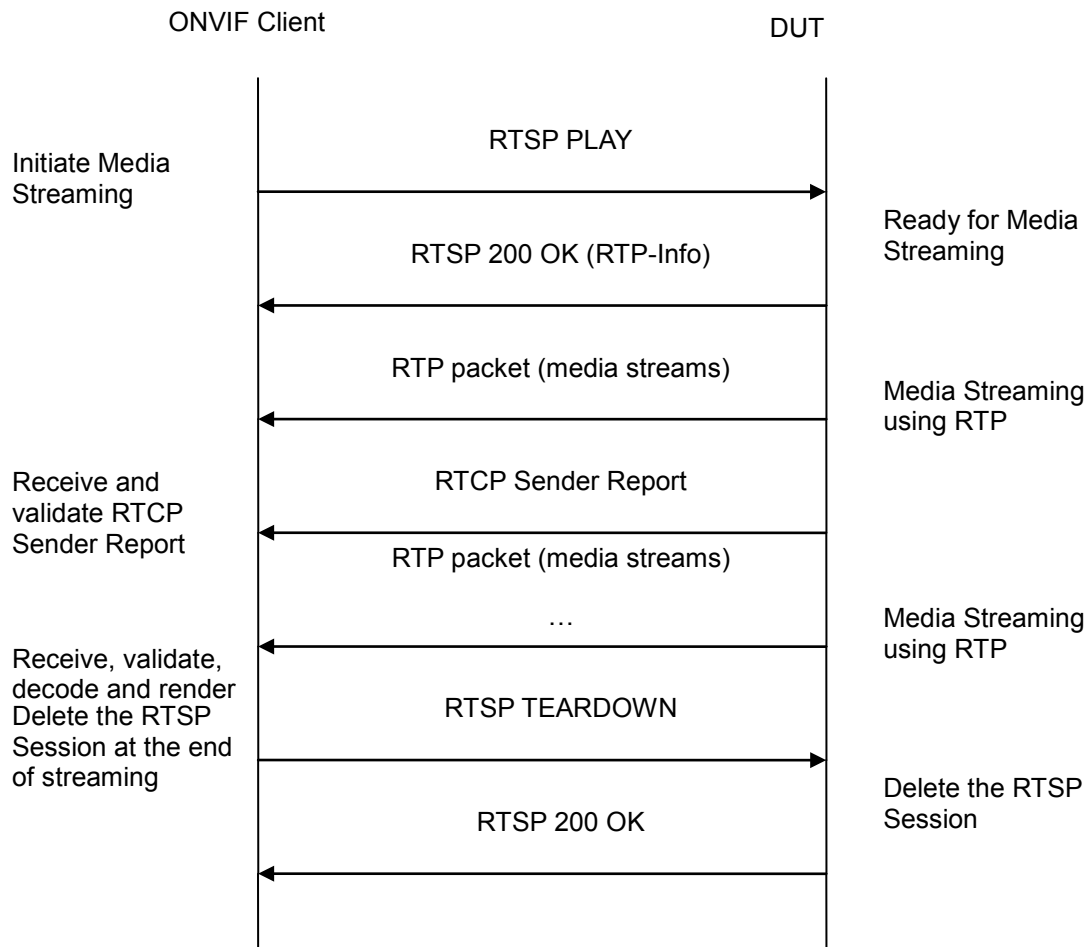 ONVIF Client
DUT
RTSP PLAY
Initiate Media
Streaming
Ready for Media
Streaming
RTSP 200 OK (RTP-Info)
RTP packet (media streams)
Media Streaming
using RTP
RTCP Sender Report
Receive and
validate RTCP
Sender Report
RTP packet (media streams)
…
Media Streaming
using RTP
Receive, validate,
decode and render
Delete the RTSP
Session at the end
of streaming
RTSP TEARDOWN
Delete the RTSP
Session
RTSP 200 OK